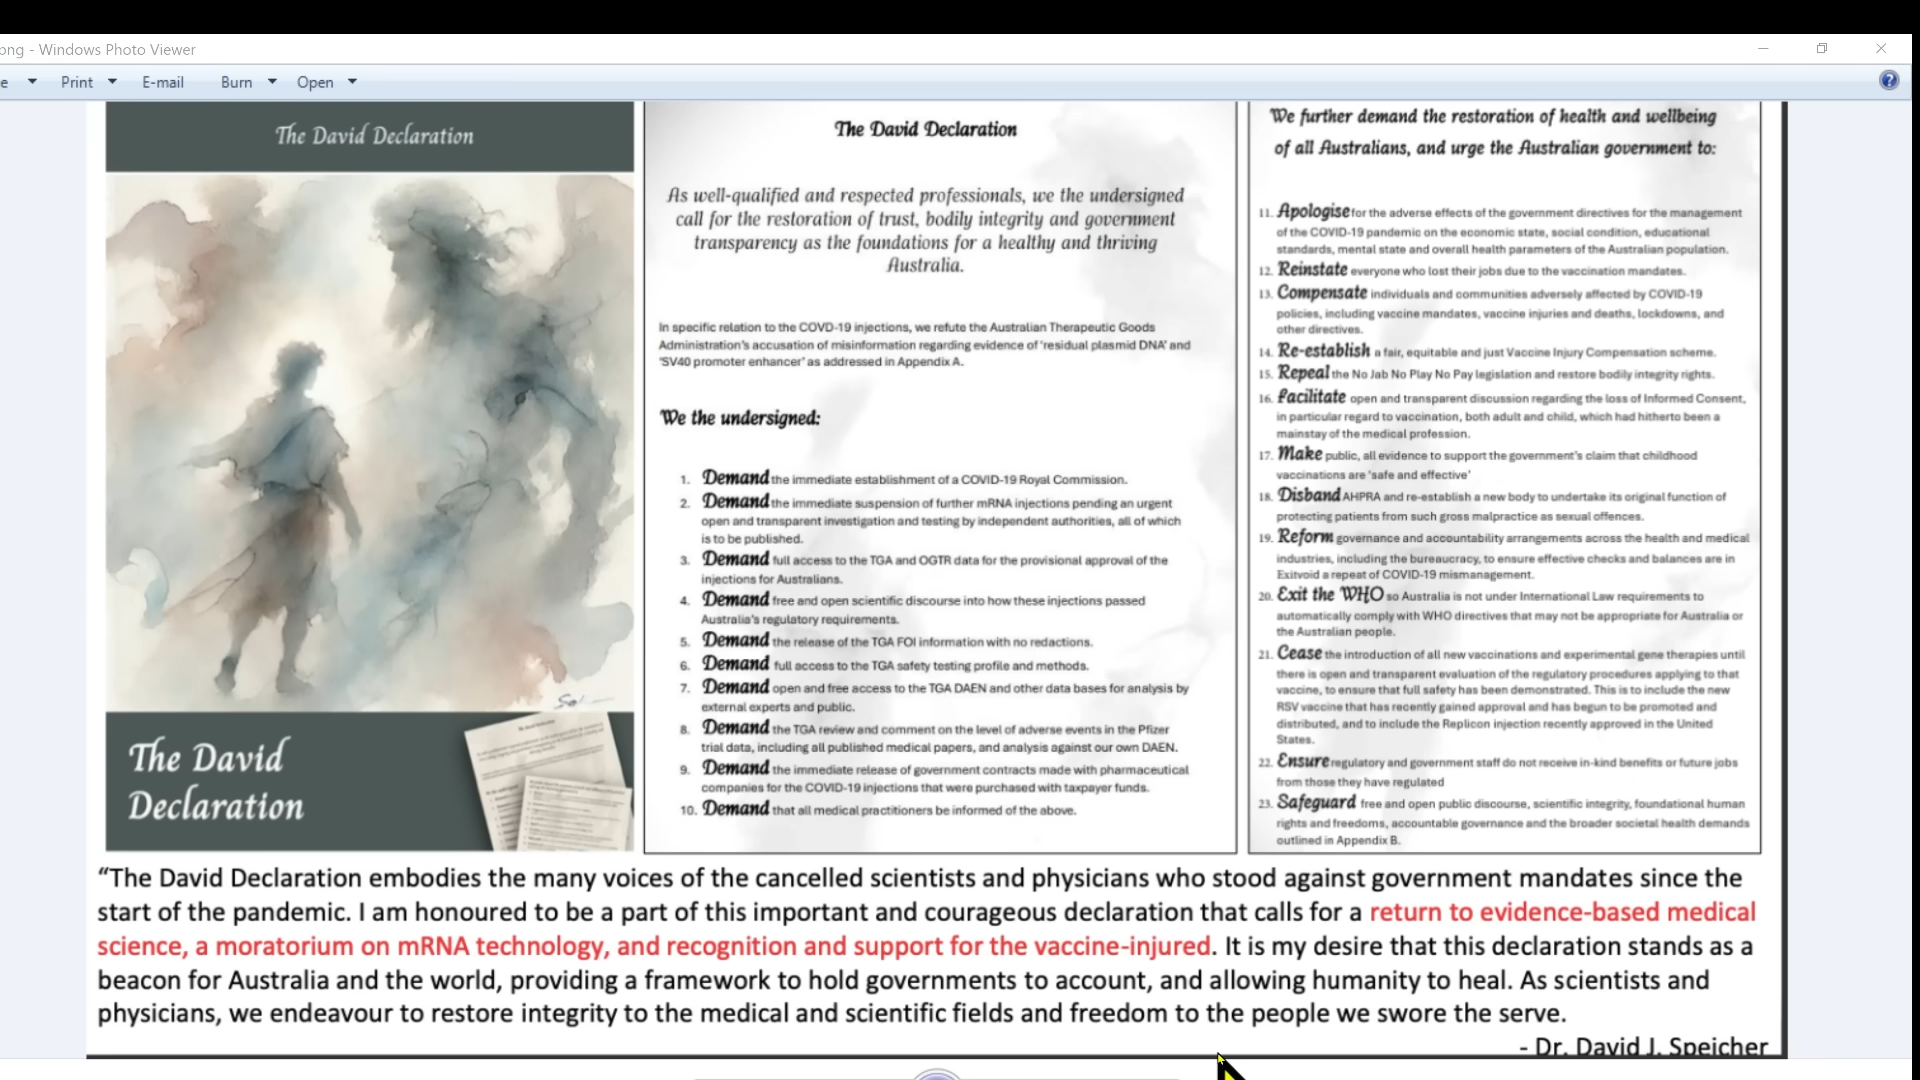 png - Windows Photo Viewer
e Print E-mail Burn Open
The David Declaration
The David
Declaration
The David Declaration
As well-qualified and respected professionals, we the undersigned
call for the restoration of trust, bodily integrity and government
transparency as the foundations for a healthy and thriving
Australia.
In specific relation to the COVD-19 injections, we refute the Australian Therapeutic Goods
Administration's accusation of misinformation regarding evidence of 'residual plasmid DNA' and
'SV40 promoter enhancer' as addressed in Appendix A.
We the undersigned:
1. Demand the immediate establishment of a COVID-19 Royal Commission.
2. Demand the immediate suspension of further mRNA injections pending an urgent
open and transparent investigation and testing by independent authorities, all of which
is to be published.
3. Demand full access to the TGA and OGTR data for the provisional approval of the
injections for Australians.
4. Demand free and open scientific discourse into how these injections passed
Australia's regulatory requirements.
5. Demand the release of the TGA FOI information with no redactions.
6. Demand full access to the TGA safety testing profile and methods.
7. Demand open and free access to the TGA DAEN and other data bases for analysis by
external experts and public.
8. Demand the TGA review and comment on the level of adverse events in the Pfizer
trial data, including all published medical papers, and analysis against our own DAEN.
9. Demand the immediate release of government contracts made with pharmaceutical
companies for the COVID-19 injections that were purchased with taxpayer funds.
10. Demand that all medical practitioners be informed of the above.
We further demand the restoration of health and wellbeing
of all Australians, and urge the Australian government to:
11. Apologise for the adverse effects of the government directives for the management
of the COVID-19 pandemic on the economic state, social condition, educational
standards, mental state and overall health parameters of the Australian population.
12. Reinstate everyone who lost their jobs due to the vaccination mandates.
13. Compensate individuals and communities adversely affected by COVID-19
policies, including vaccine mandates, vaccine injuries and deaths, lockdowns, and
other directives.
14. Re-establish a fair, equitable and just Vaccine Injury Compensation scheme.
15. Repeal the No Jab No Play No Pay legislation and restore bodily integrity rights.
16. Facilitate open and transparent discussion regarding the loss of Informed Consent,
in particular regard to vaccination, both adult and child, which had hitherto been a
mainstay of the medical profession.
17. Make public, all evidence to support the government's claim that childhood
vaccinations are 'safe and effective'
18. Disband AHPRA and re-establish a new body to undertake its original function of
protecting patients from such gross malpractice as sexual offences.
19. Reform governance and accountability arrangements across the health and medical
industries, including the bureaucracy, to ensure effective checks and balances are in
Exitvoid a repeat of COVID-19 mismanagement.
20. Exit the WHO so Australia is not under International Law requirements to
automatically comply with WHO directives that may not be appropriate for Australia or
the Australian people.
21. Cease the introduction of all new vaccinations and experimental gene therapies until
there is open and transparent evaluation of the regulatory procedures applying to that
vaccine, to ensure that full safety has been demonstrated. This is to include the new
RSV vaccine that has recently gained approval and has begun to be promoted and
distributed, and to include the Replicon injection recently approved in the United
States.
22. Ensure regulatory and government staff do not receive in-kind benefits or future jobs
from those they have regulated
23. Safeguard free and open public discourse, scientific integrity, foundational human
rights and freedoms, accountable governance and the broader societal health demands
outlined in Appendix B.
“The David Declaration embodies the many voices of the cancelled scientists and physicians who stood against government mandates since the
start of the pandemic. I am honoured to be a part of this important and courageous declaration that calls for a return to evidence-based medical
science, a moratorium on mRNA technology, and recognition and support for the vaccine-injured. It is my desire that this declaration stands as a
beacon for Australia and the world, providing a framework to hold governments to account, and allowing humanity to heal. As scientists and
physicians, we endeavour to restore integrity to the medical and scientific fields and freedom to the people we swore the serve.
- Dr. David J. Speicher